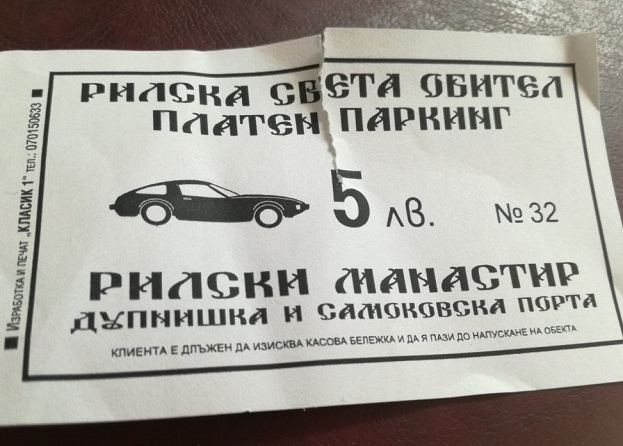 РИЛСКА СВЕТА ОБИТЕЛ
ПЛАТЕН ПАРКИНГ
5 лв. № 32
РИЛСКИ МАНАСТИР
ДУПНИШКА И САМОКОВСКА ПОРТА
КЛИЕНТА Е ДЛЪЖЕН ДА ИЗИСКВА КАСОВА БЕЛЕЖКА И ДА Я ПАЗИ ДО НАПУСКАНЕ НА ОБЕКТА
■ ИЗРАБОТКА И ПЕЧАТ „КЛАСИК 1" ТЕЛ.: 070150633 ■